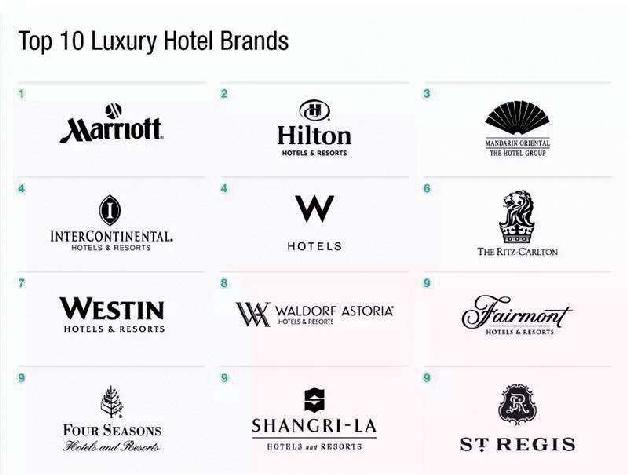 Top 10 Luxury Hotel Brands
1
Marriott
2
H
Hilton
HOTELS & RESORTS
3
MANDARIN ORIENTAL
THE HOTEL GROUP
4
I
INTERCONTINENTAL.
HOTELS & RESORTS
4
W
HOTELS
6
THE RITZ-CARLTON
7
WESTIN
HOTELS & RESORTS
8
WA WALDORF ASTORIA
HOTELS & RESORTS
9
Fairmont
HOTELS & RESORTS
9
FOUR SEASONS
Hotels and Resorts
9
SHANGRI-LA
HOTELS and RESORTS
9
ST REGIS